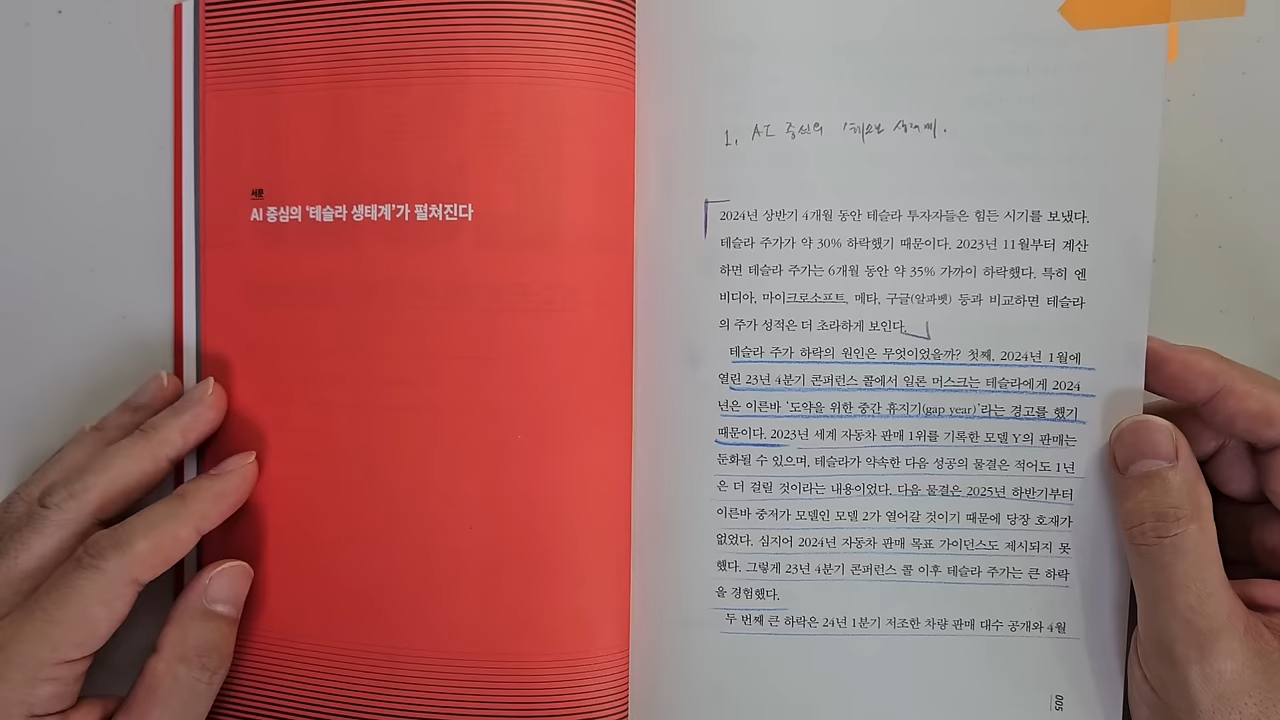 서문
AI 중심의 '테슬라 생태계'가 펼쳐진다
1. AI 중심의 '테슬라 생태계'.
2024년 상반기 4개월 동안 테슬라 투자자들은 힘든 시기를 보냈다.
테슬라 주가가 약 30% 하락했기 때문이다. 2023년 11월부터 계산
하면 테슬라 주가는 6개월 동안 약 35% 가까이 하락했다. 특히 엔
비디아, 마이크로소프트, 메타, 구글(알파벳) 등과 비교하면 테슬라
의 주가 성적은 더 초라하게 보인다.
테슬라 주가 하락의 원인은 무엇이었을까? 첫째, 2024년 1월에
열린 23년 4분기 콘퍼런스 콜에서 일론 머스크는 테슬라에게 2024
년은 이른바 '도약을 위한 중간 휴지기(gap year)'라는 경고를 했기
때문이다. 2023년 세계 자동차 판매 1위를 기록한 모델 Y의 판매는
둔화될 수 있으며, 테슬라가 약속한 다음 성공의 물결은 적어도 1년
은 더 걸릴 것이라는 내용이었다. 다음 물결은 2025년 하반기부터
이른바 중저가 모델인 모델 2가 열어갈 것이기 때문에 당장 호재가
없었다. 심지어 2024년 자동차 판매 목표 가이던스도 제시되지 못
했다. 그렇게 23년 4분기 콘퍼런스 콜 이후 테슬라 주가는 큰 하락
을 경험했다.
두 번째 큰 하락은 24년 1분기 저조한 차량 판매 대수 공개와 4월
005